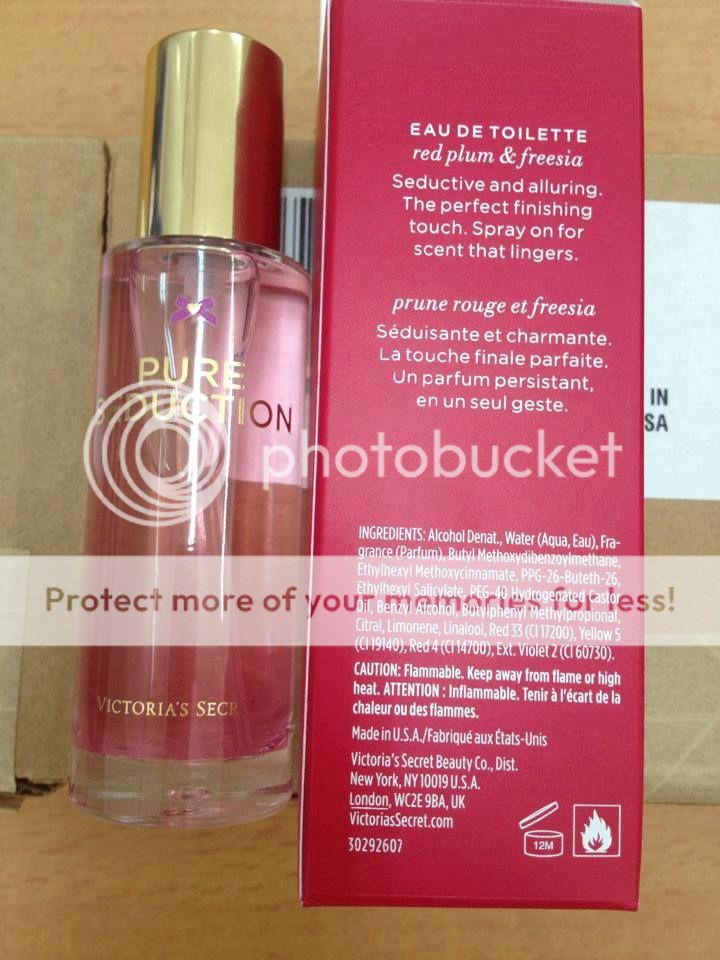 PURE
SEDUCTION
VICTORIA'S SECRET
EAU DE TOILETTE
red plum & freesia
Seductive and alluring.
The perfect finishing
touch. Spray on for
scent that lingers.
prune rouge et freesia
Séduisante et charmante.
La touche finale parfaite.
Un parfum persistant,
en un seul geste.
IN
SA
photobucket
Protect more of your memories for less!
INGREDIENTS: Alcohol Denat., Water (Aqua, Eau), Fra-
grance (Parfum), Butyl Methoxydibenzoylmethane,
Ethylhexyl Methoxycinnamate, PPG-26-Buteth-26,
Ethylhexyl Salicylate, PEG-40 Hydrogenated Castor
Oil, Benzyl Alcohol, Butylphenyl Methylpropional,
Citral, Limonene, Linalool, Red 33 (CI 17200), Yellow 5
(CI 19140), Red 4 (CI 14700), Ext. Violet 2 (CI 60730).
CAUTION: Flammable. Keep away from flame or high
heat. ATTENTION : Inflammable. Tenir à l'écart de la
chaleur ou des flammes.
Made in U.S.A./Fabriqué aux États-Unis
Victoria's Secret Beauty Co., Dist.
New York, NY 10019 U.S.A.
London, WC2E 9BA, UK
VictoriasSecret.com
30292607
12M